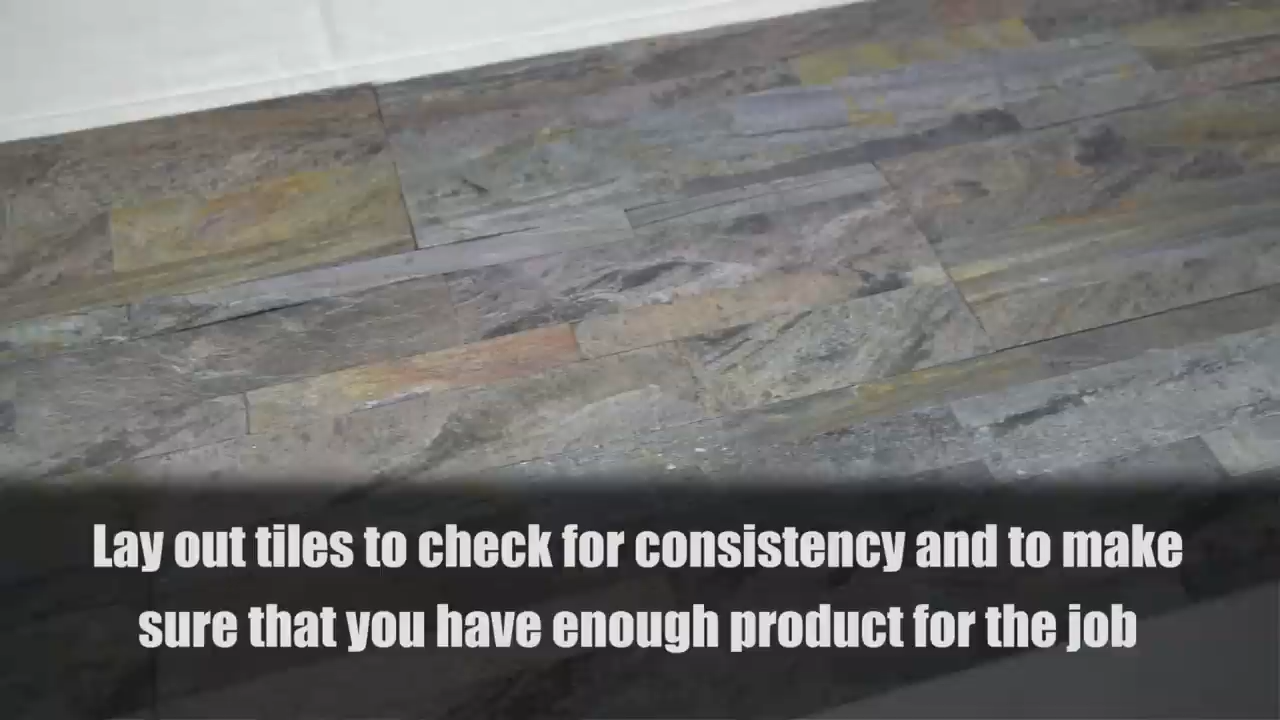 Lay out tiles to check for consistency and to make
sure that you have enough product for the job